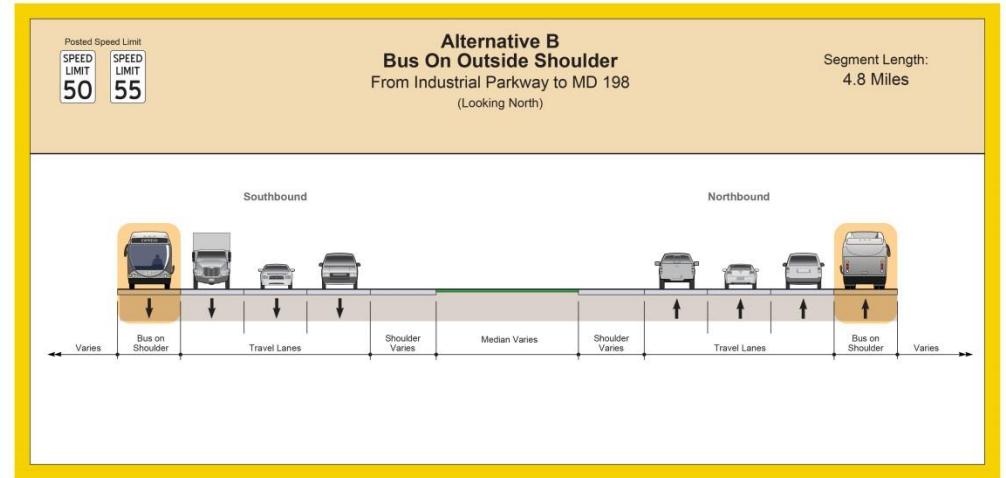 Posted Speed Limit
SPEED
LIMIT
50
SPEED
LIMIT
55
Alternative B
Bus On Outside Shoulder
From Industrial Parkway to MD 198
(Looking North)
Segment Length:
4.8 Miles
Southbound
Northbound
EXPRESS
Varies
Bus on
Shoulder
Travel Lanes
Shoulder
Varies
Median Varies
Shoulder
Varies
Travel Lanes
Bus on
Shoulder
Varies